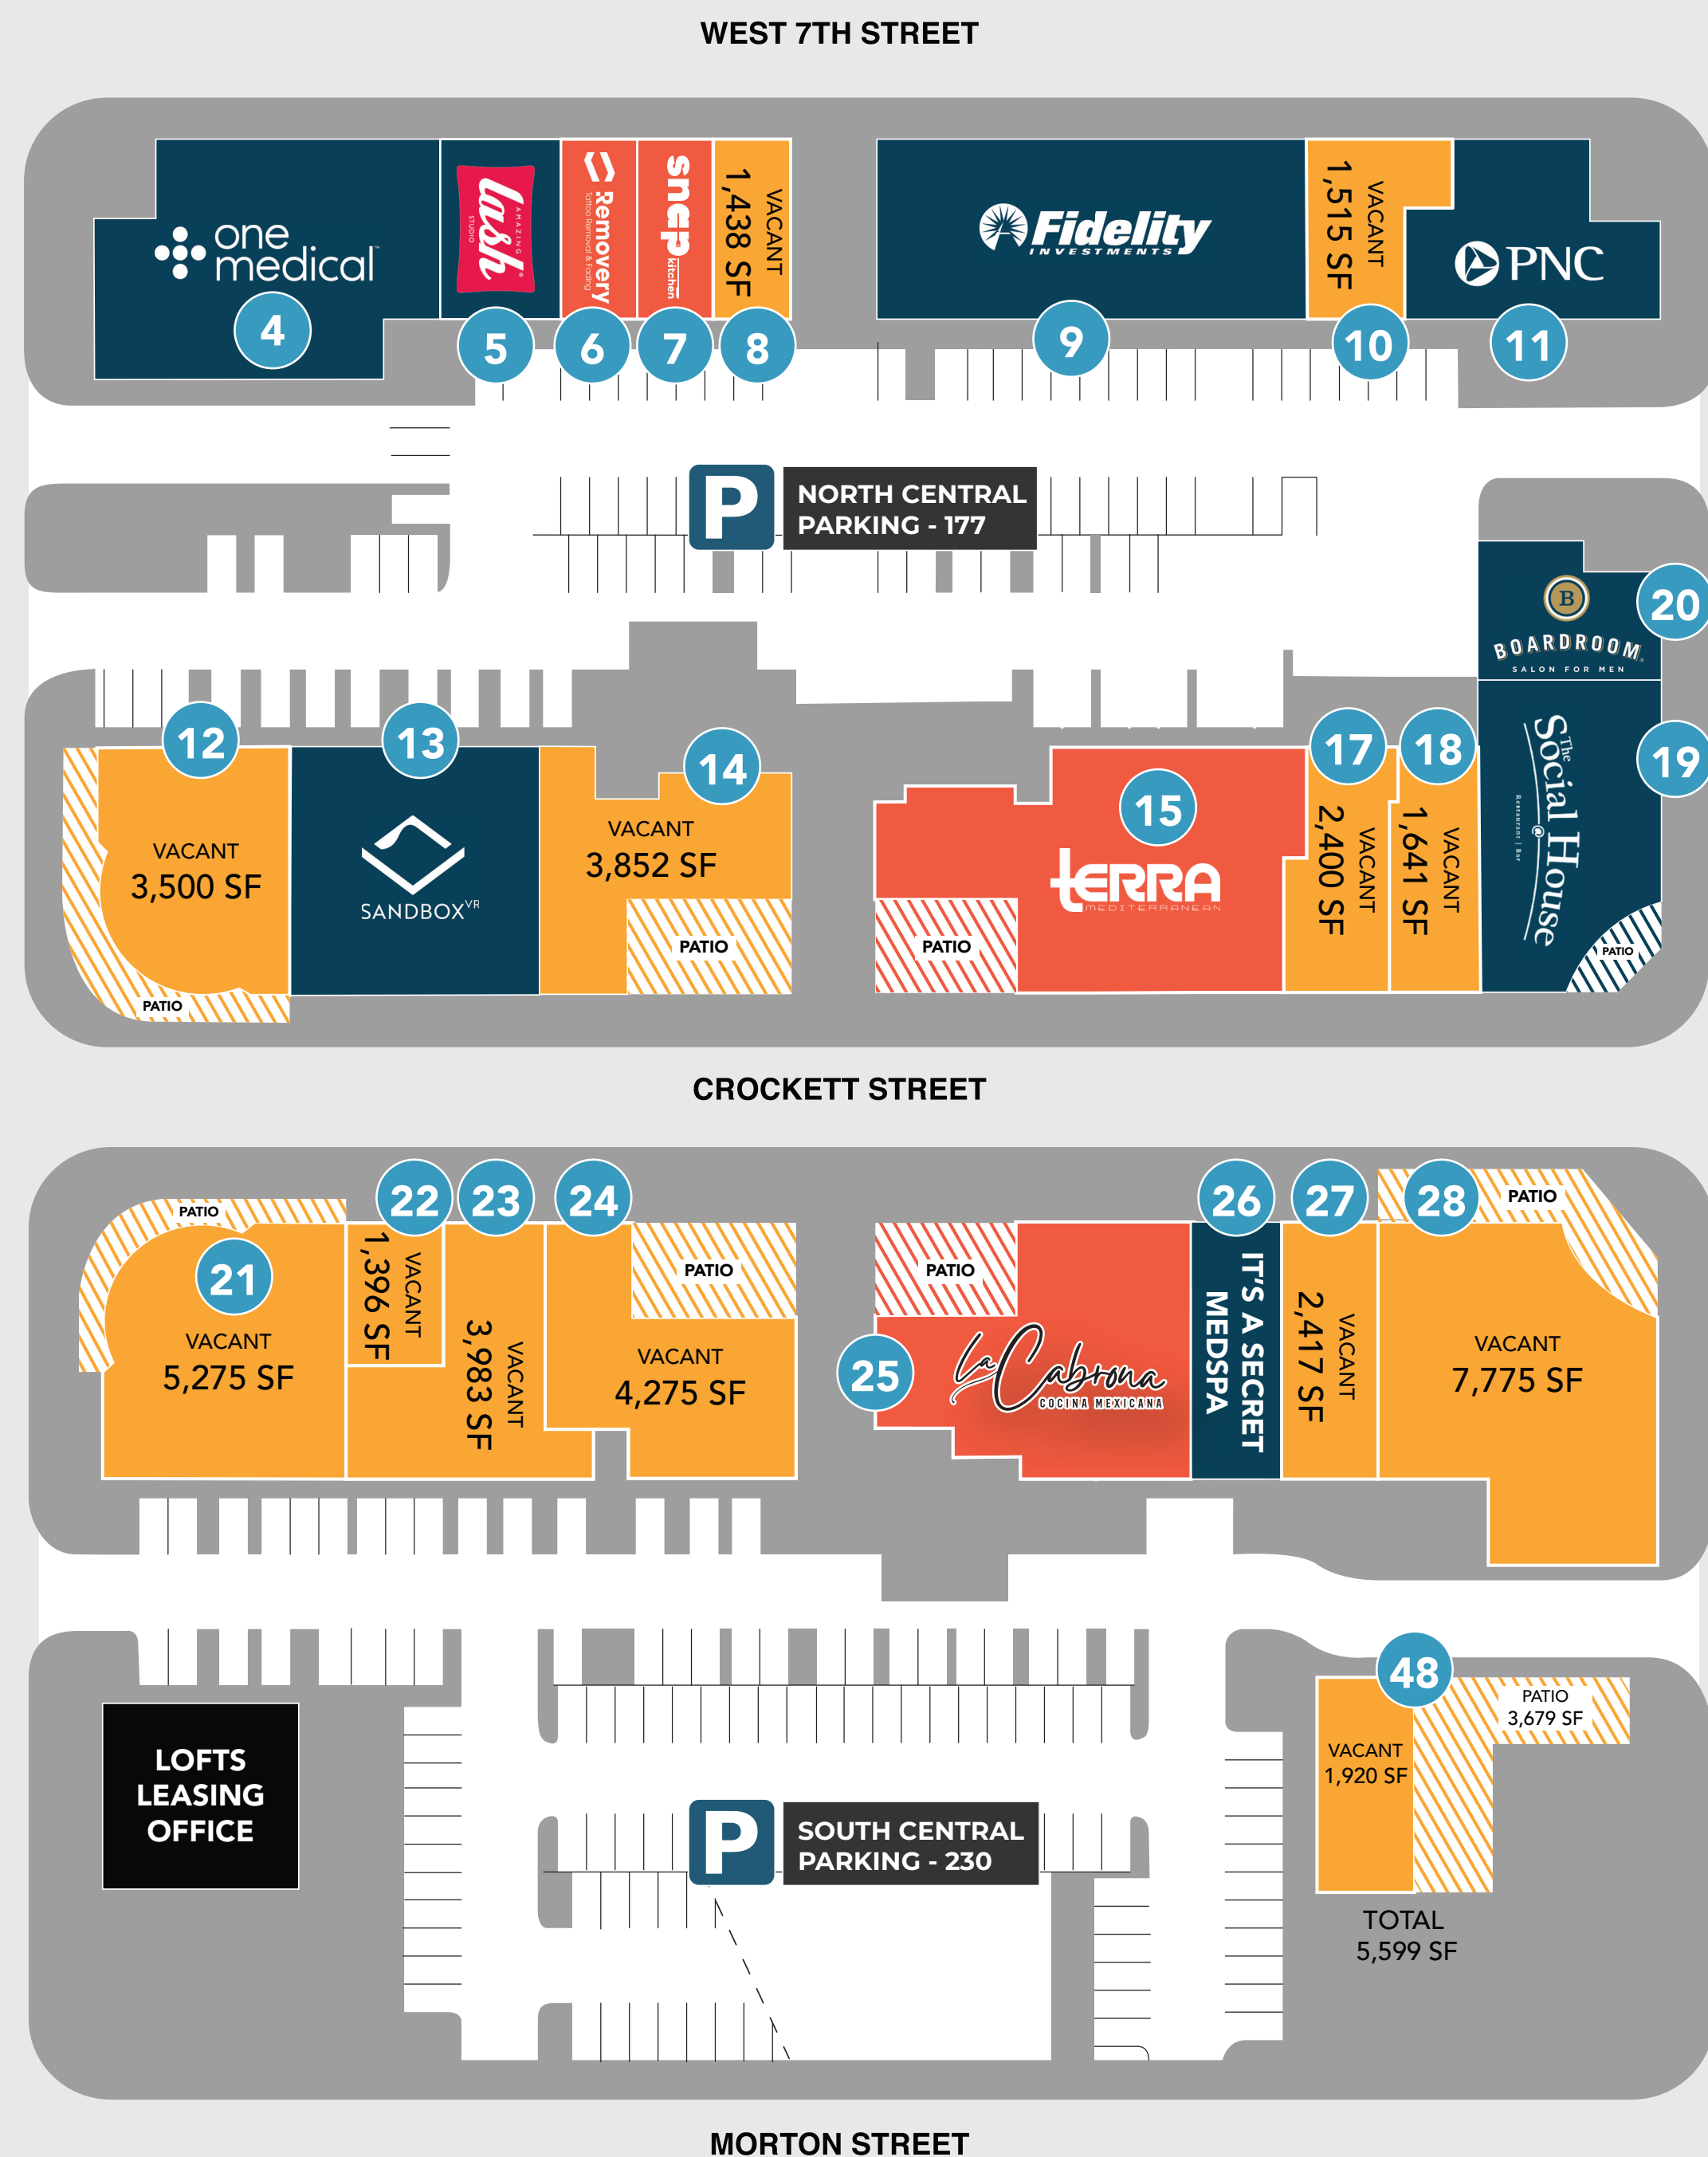 WEST 7TH STREET
one
medical™
4
AMAZING
lash®
STUDIO
5
Removery
Tattoo Removal & Fading
6
snap
kitchen
7
VACANT
1,438 SF
8
Fidelity
INVESTMENTS
9
VACANT
1,515 SF
10
PNC
11
P
NORTH CENTRAL
PARKING - 177
B
BOARDROOM®
SALON FOR MEN
20
12
VACANT
3,500 SF
PATIO
13
SANDBOXVR
14
VACANT
3,852 SF
PATIO
15
tERRA
MEDITERRANEAN
PATIO
17
VACANT
2,400 SF
18
VACANT
1,641 SF
The
Social House
Restaurant | Bar
19
PATIO
CROCKETT STREET
PATIO
21
VACANT
5,275 SF
22
VACANT
1,396 SF
23
VACANT
3,983 SF
24
PATIO
VACANT
4,275 SF
PATIO
25
La Cabrona
COCINA MEXICANA
26
IT'S A SECRET
MEDSPA
27
VACANT
2,417 SF
28
PATIO
VACANT
7,775 SF
LOFTS
LEASING
OFFICE
P
SOUTH CENTRAL
PARKING - 230
48
PATIO
3,679 SF
VACANT
1,920 SF
TOTAL
5,599 SF
MORTON STREET